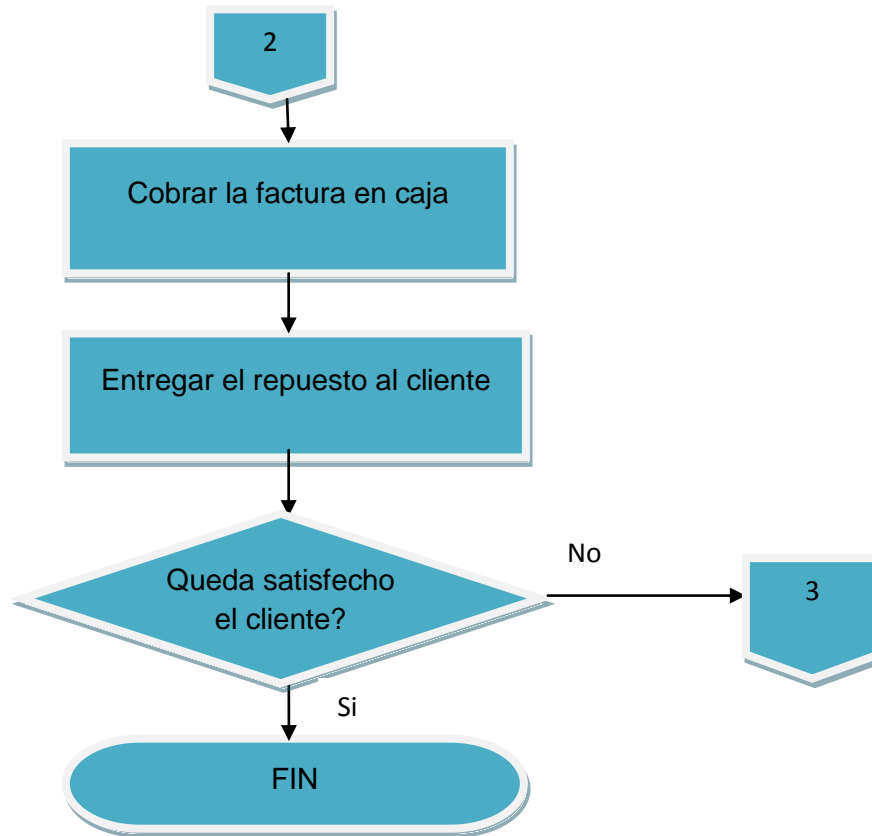 2
Cobrar la factura en caja
Entregar el repuesto al cliente
Queda satisfecho
el cliente?
No
3
Si
FIN